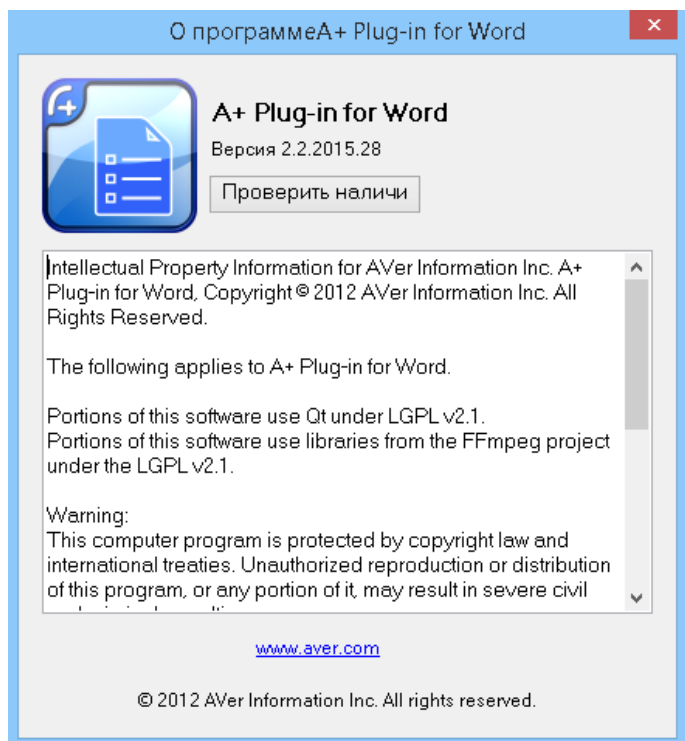 О программеA+ Plug-in for Word
A+ Plug-in for Word
Версия 2.2.2015.28
Проверить наличи
Intellectual Property Information for AVer Information Inc. A+
Plug-in for Word, Copyright © 2012 AVer Information Inc. All
Rights Reserved.
The following applies to A+ Plug-in for Word.
Portions of this software use Qt under LGPL v2.1.
Portions of this software use libraries from the FFmpeg project
under the LGPL v2.1.
Warning:
This computer program is protected by copyright law and
international treaties. Unauthorized reproduction or distribution
of this program, or any portion of it, may result in severe civil
www.aver.com
© 2012 AVer Information Inc. All rights reserved.